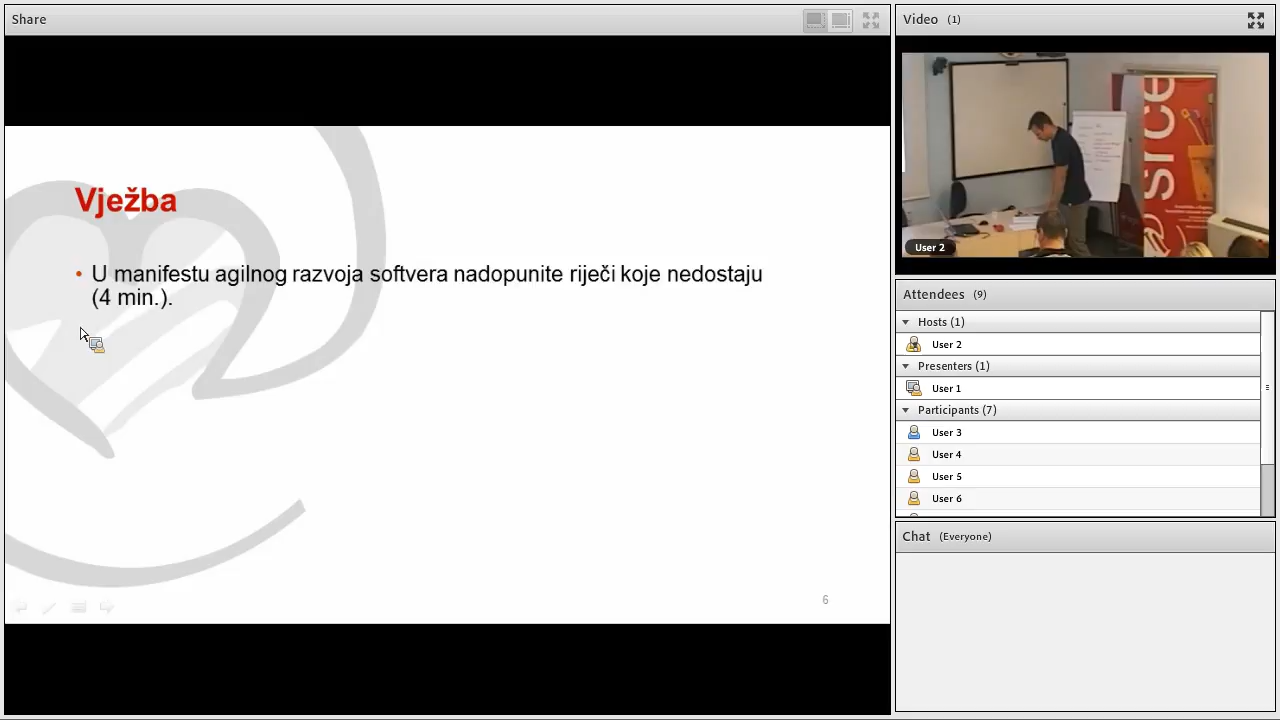 Share
Vježba
• U manifestu agilnog razvoja softvera nadopunite riječi koje nedostaju
(4 min.).
6
Video (1)
srce
User 2
Attendees (9)
Hosts (1)
User 2
Presenters (1)
User 1
Participants (7)
User 3
User 4
User 5
User 6
Chat (Everyone)